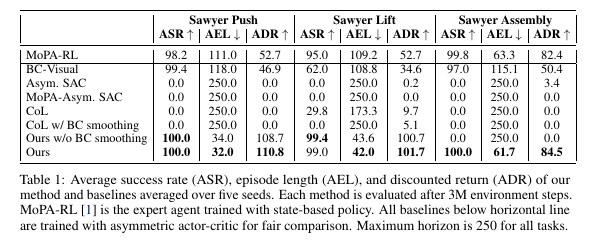 Sawyer Push Sawyer Lift Sawyer Assembly
ASR ↑ AEL ↓ ADR ↑ ASR ↑ AEL ↓ ADR ↑ ASR ↑ AEL ↓ ADR ↑
MoPA-RL 98.2 111.0 52.7 95.0 109.2 52.7 99.8 63.3 82.4
BC-Visual 99.4 118.0 46.9 62.0 108.8 34.6 97.0 115.1 50.4
Asym. SAC 0.0 250.0 0.0 0.0 250.0 0.2 0.0 250.0 3.4
MoPA-Asym. SAC 0.0 250.0 0.0 0.0 250.0 0.0 0.0 250.0 0.0
CoL 0.0 250.0 0.0 29.8 173.3 9.7 0.0 250.0 0.0
CoL w/ BC smoothing 0.0 250.0 0.0 0.0 250.0 5.1 0.0 250.0 0.0
Ours w/o BC smoothing 100.0 34.0 108.7 99.4 43.6 100.7 0.0 250.0 0.0
Ours 100.0 32.0 110.8 99.0 42.0 101.7 100.0 61.7 84.5
Table 1: Average success rate (ASR), episode length (AEL), and discounted return (ADR) of our
method and baselines averaged over five seeds. Each method is evaluated after 3M environment steps.
MoPA-RL [1] is the expert agent trained with state-based policy. All baselines below horizontal line
are trained with asymmetric actor-critic for fair comparison. Maximum horizon is 250 for all tasks.